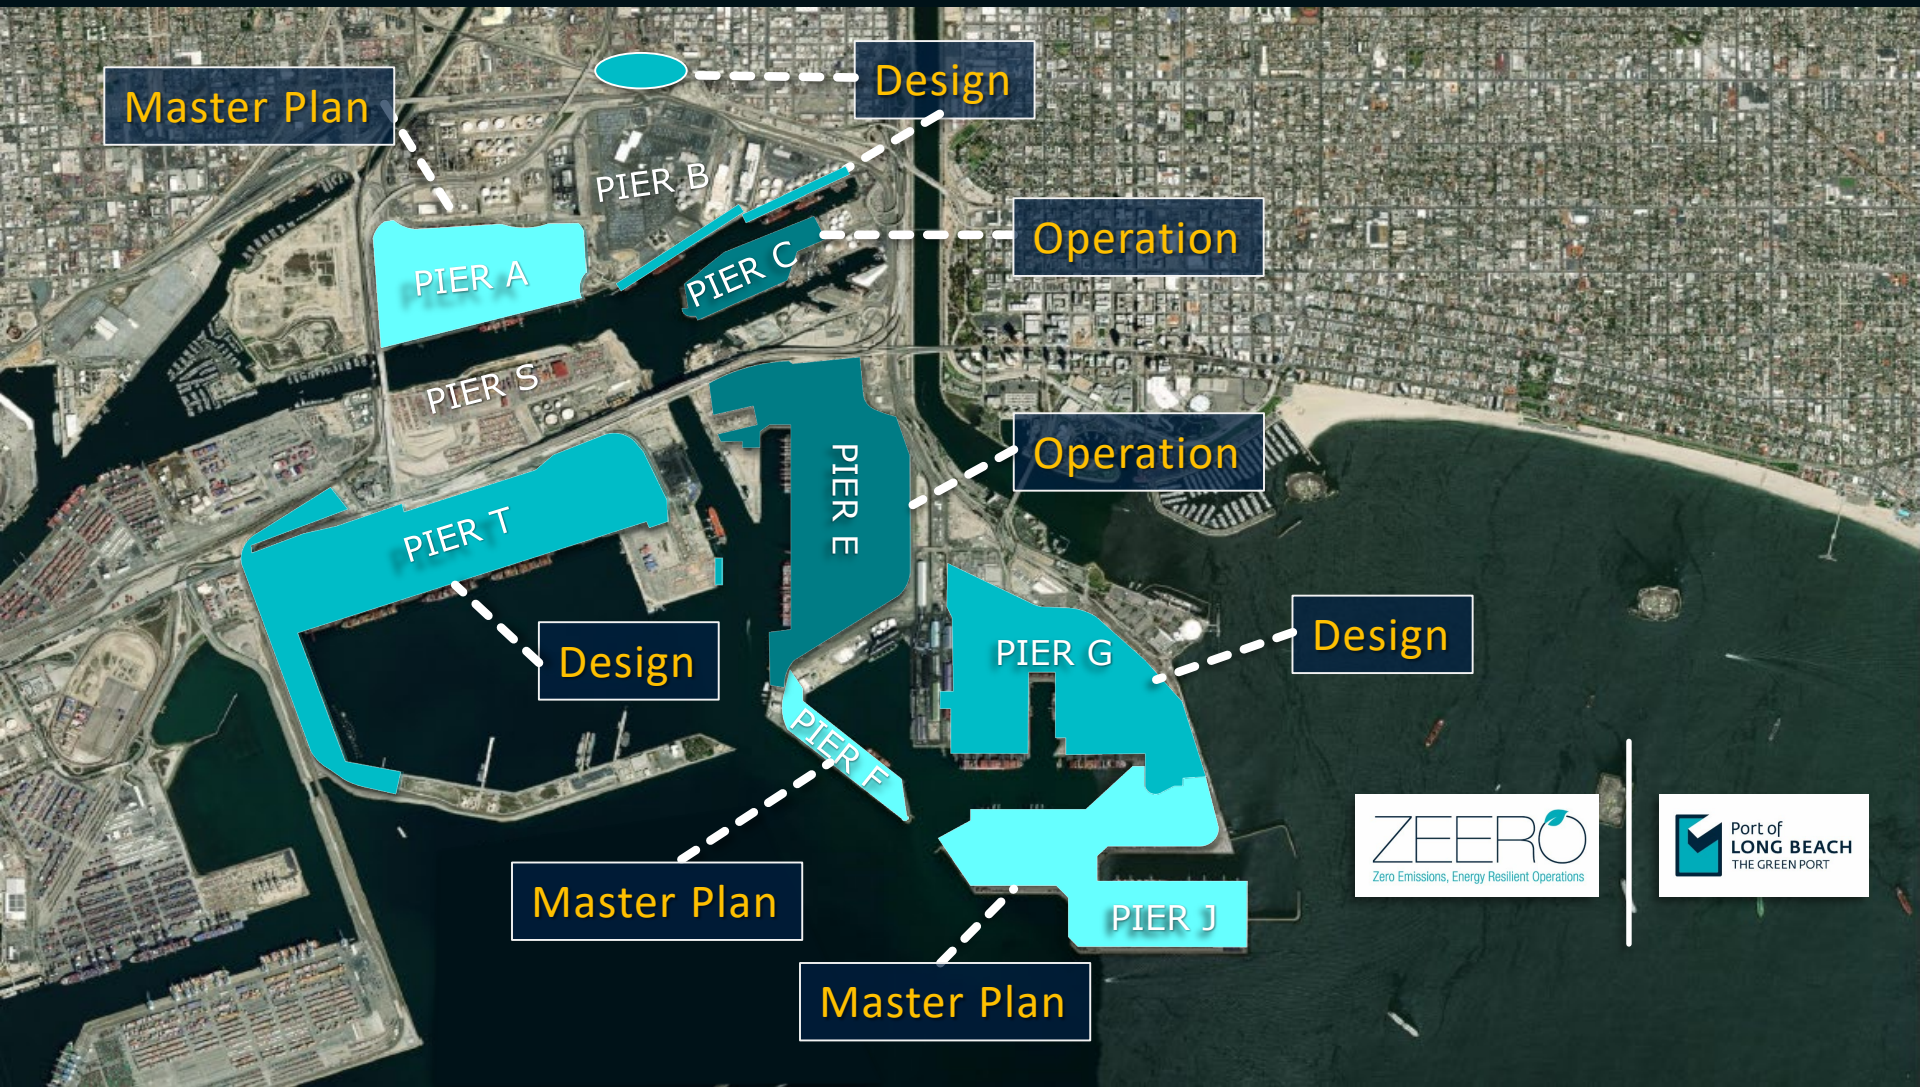 Design
Master Plan
PIER B
Operation
PIER C
PIER A
PIER S
Operation
PIER E
PIER T
Design
PIER G
Design
PIER F
Master Plan
PIER J
Master Plan
ZEERO
Zero Emissions, Energy Resilient Operations
Port of
LONG BEACH
THE GREEN PORT